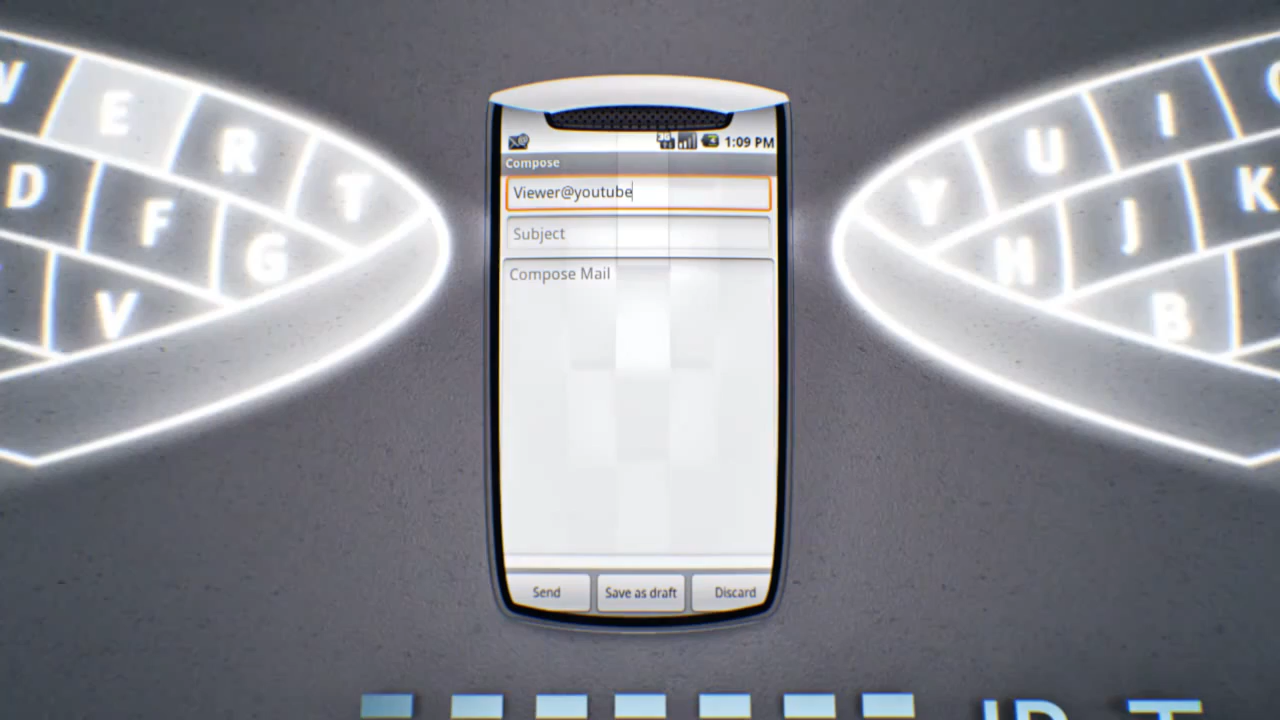 1:09 PM
Compose
Viewer@youtube
Subject
Compose Mail
Send
Save as draft
Discard
E R T
D F G
V
Y U I
H J K
B